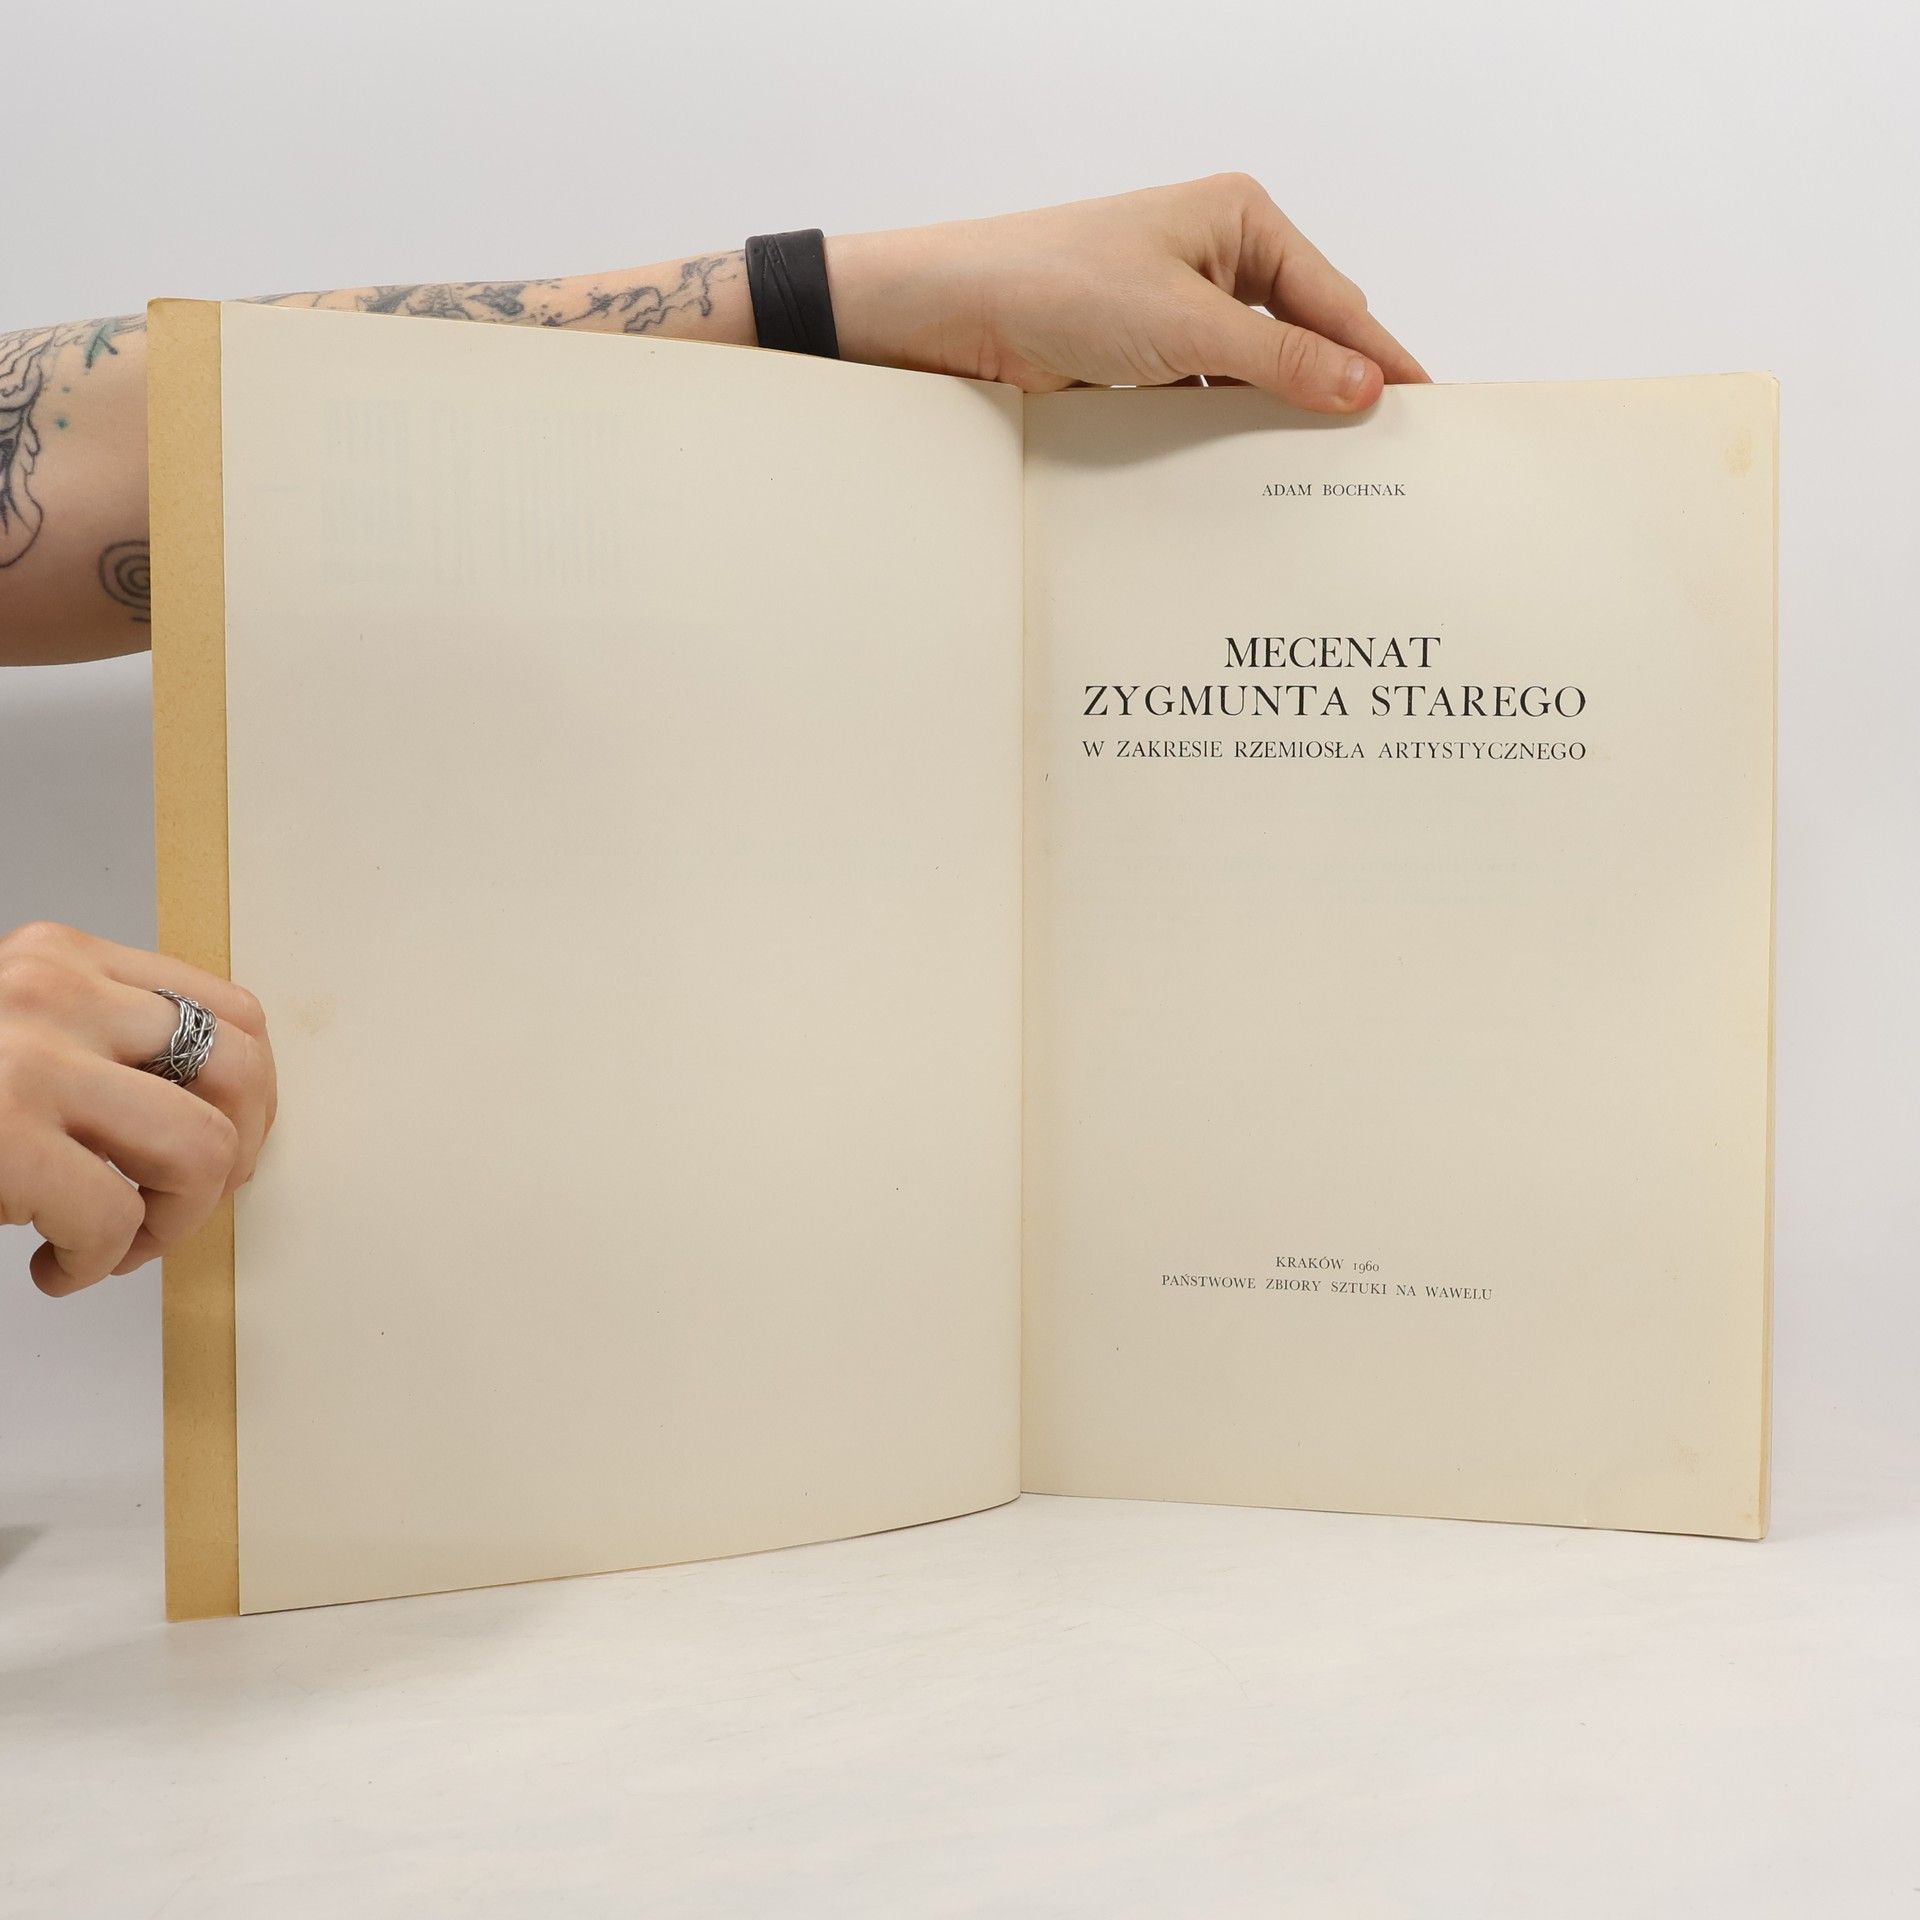 ADAM BOCHNAK
MECENAT
ZYGMUNTA STAREGO
W ZAKRESIE RZEMIOSŁA ARTYSTYCZNEGO
KRAKÓW 1960
PAŃSTWOWE ZBIORY SZTUKI NA WAWELU